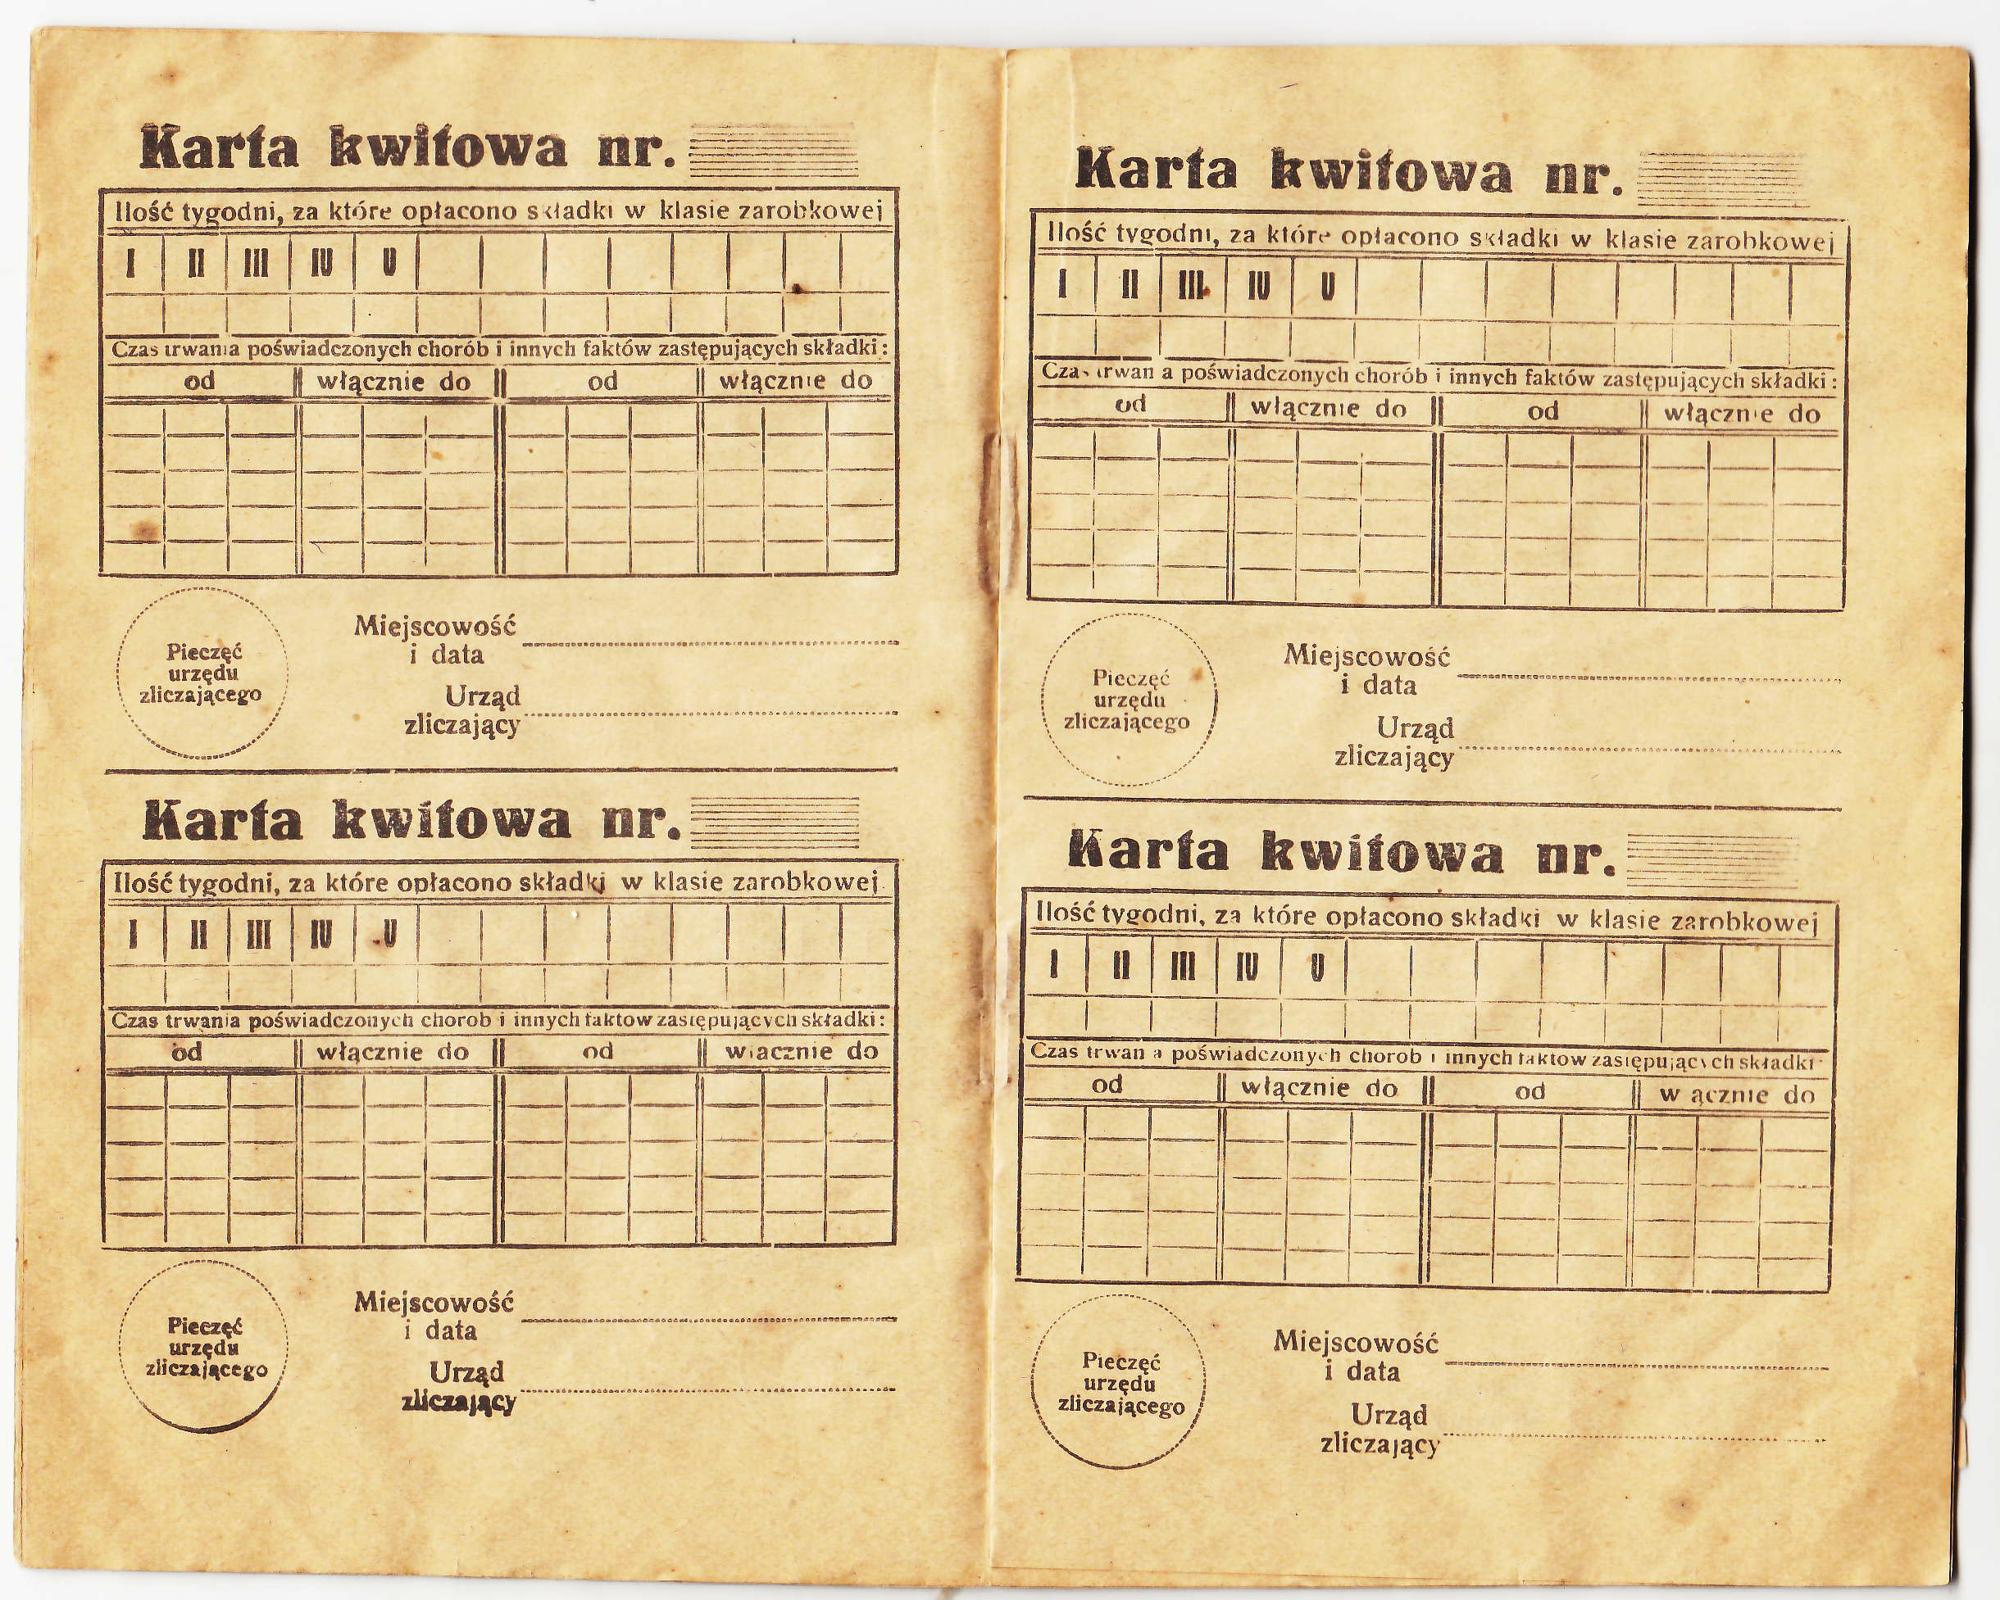 Karta kwitowa nr.
Ilość tygodni, za które opłacono składki w klasie zarobkowej
I II III IV V
Czas trwania poświadczonych chorób i innych faktów zastępujących składki:
od włącznie do od włącznie do
Pieczęć
urzędu
zliczającego
Miejscowość
i data
Urząd
zliczający
Karta kwitowa nr.
Ilość tygodni, za które opłacono składki w klasie zarobkowej
I II III IV V
Czas trwania poświadczonych chorob i innych faktow zastępujących składki:
od włącznie do od włącznie do
Pieczęć
urzędu
zliczającego
Miejscowość
i data
Urząd
zliczający
Karta kwitowa nr.
Ilość tygodni, za które opłacono składki w klasie zarobkowej
I II III IV V
Czas trwania poświadczonych chorób i innych faktów zastępujących składki:
od włącznie do od włącznie do
Pieczęć
urzędu
zliczającego
Miejscowość
i data
Urząd
zliczający
Karta kwitowa nr.
Ilość tygodni, za które opłacono składki w klasie zarobkowej
I II III IV V
Czas trwania poświadczonych chorob i innych faktow zastępujących składki
od włącznie do od włącznie do
Pieczęć
urzędu
zliczającego
Miejscowość
i data
Urząd
zliczający